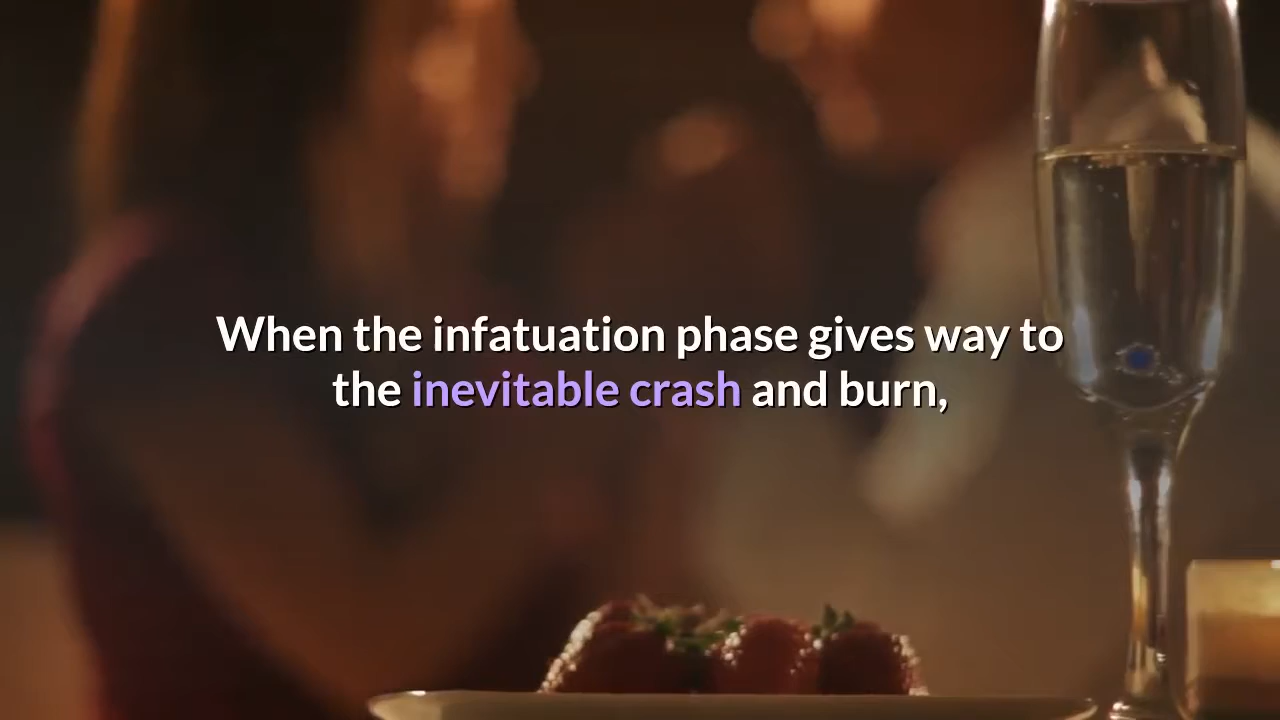 When the infatuation phase gives way to
the inevitable crash and burn,